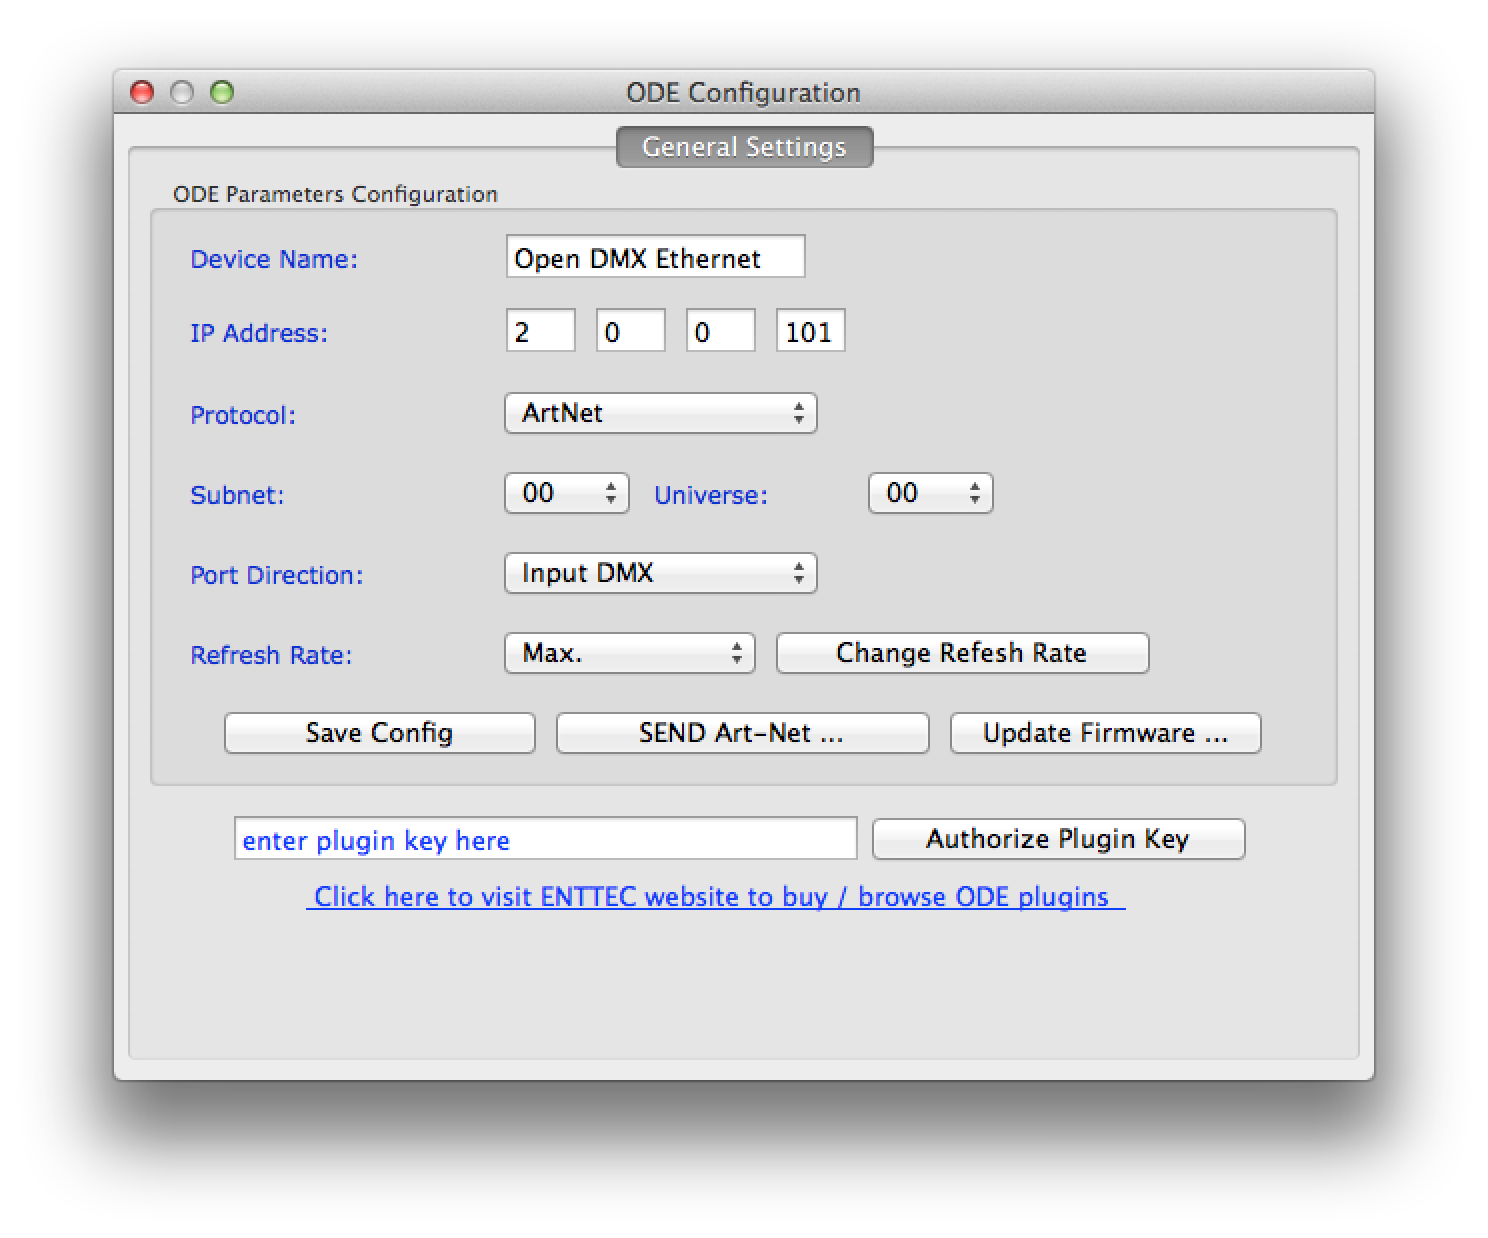 ODE Configuration
General Settings
ODE Parameters Configuration
Device Name: Open DMX Ethernet
IP Address: 2 0 0 101
Protocol: ArtNet
Subnet: 00 Universe: 00
Port Direction: Input DMX
Refresh Rate: Max. Change Refesh Rate
Save Config SEND Art-Net ... Update Firmware ...
enter plugin key here Authorize Plugin Key
Click here to visit ENTTEC website to buy / browse ODE plugins